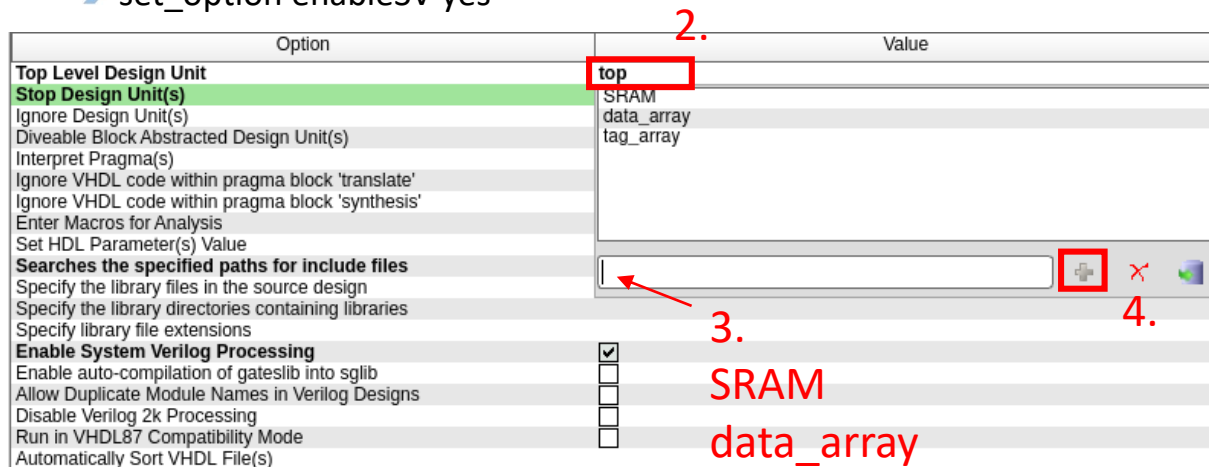 set_option enableSV yes
2.
Option Value
Top Level Design Unit top
Stop Design Unit(s) SRAM
Ignore Design Unit(s) data_array
Diveable Block Abstracted Design Unit(s) tag_array
Interpret Pragma(s)
Ignore VHDL code within pragma block 'translate'
Ignore VHDL code within pragma block 'synthesis'
Enter Macros for Analysis
Set HDL Parameter(s) Value
Searches the specified paths for include files
Specify the library files in the source design
Specify the library directories containing libraries
Specify library file extensions
Enable System Verilog Processing
Enable auto-compilation of gateslib into sglib
Allow Duplicate Module Names in Verilog Designs
Disable Verilog 2k Processing
Run in VHDL87 Compatibility Mode
Automatically Sort VHDL File(s)
3.
4.
SRAM
data_array